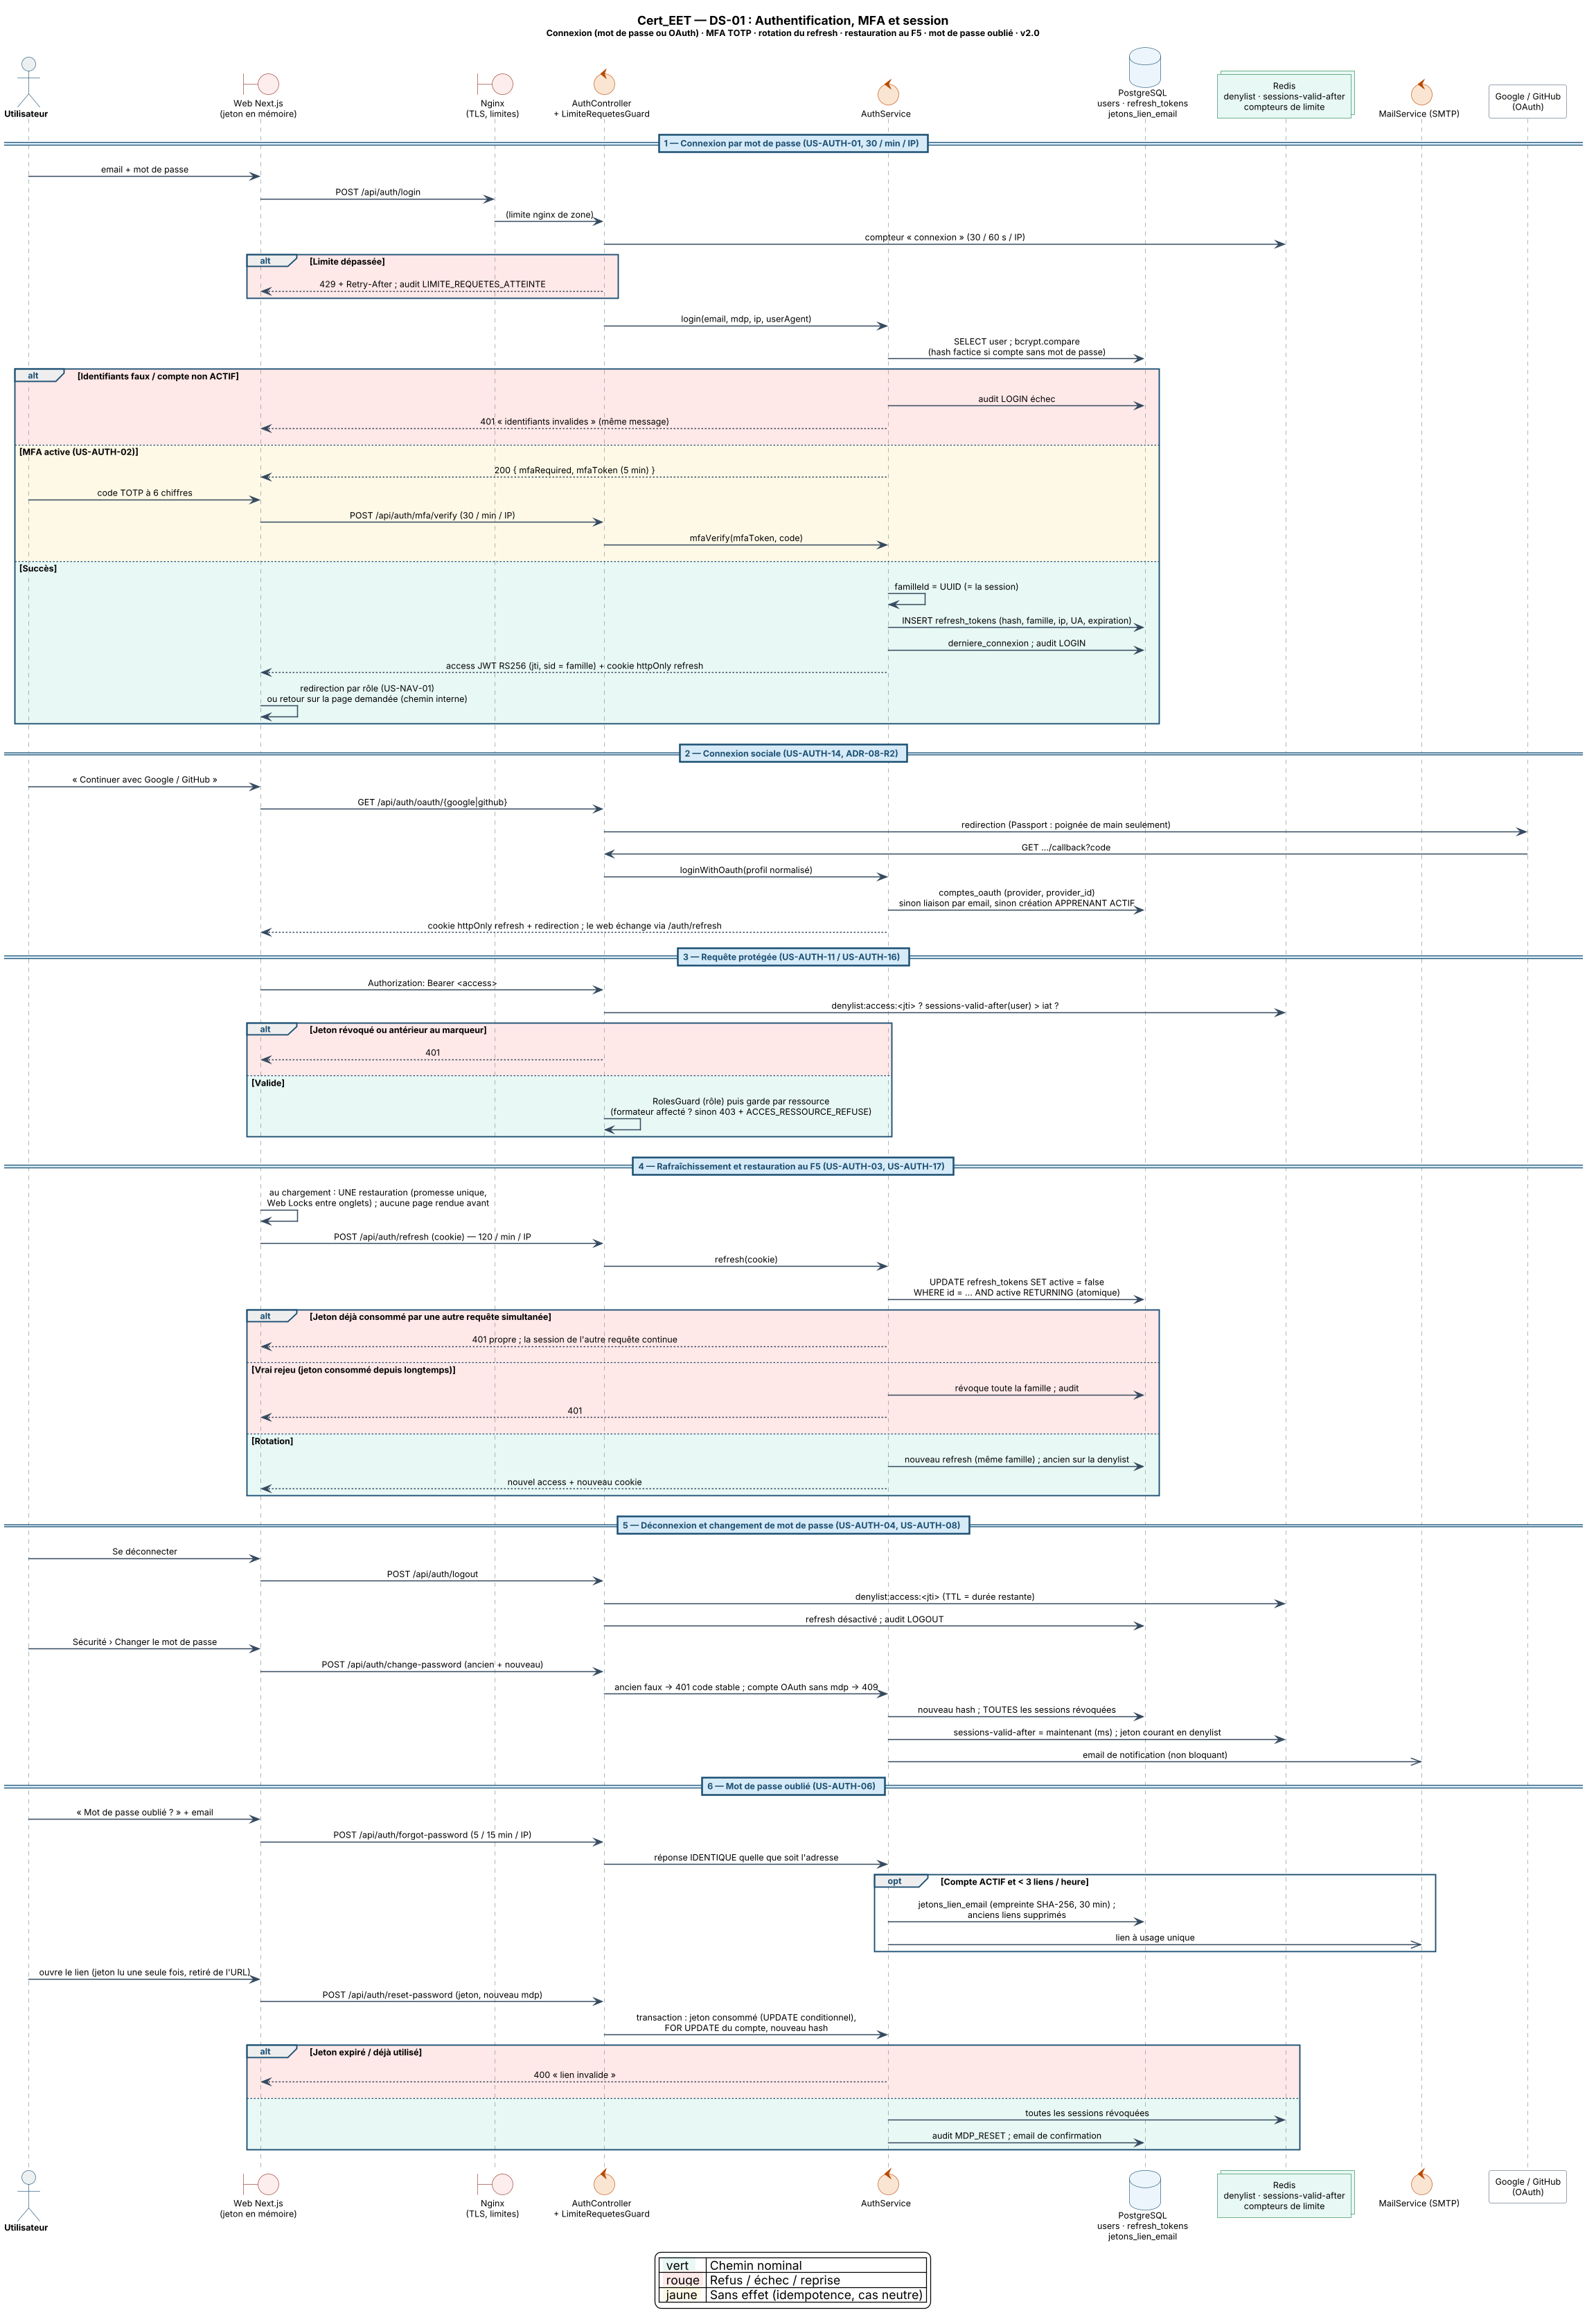 Cert_EET — DS-01 : Authentification, MFA et session
Connexion (mot de passe ou OAuth) · MFA TOTP · rotation du refresh · restauration au F5 · mot de passe oublié · v2.0
Utilisateur
Web Next.js
(jeton en mémoire)
Nginx
(TLS, limites)
AuthController
+ LimiteRequetesGuard
AuthService
PostgreSQL
users · refresh_tokens
jetons_lien_email
Redis
denylist · sessions-valid-after
compteurs de limite
MailService (SMTP)
Google / GitHub
(OAuth)
1 — Connexion par mot de passe (US-AUTH-01, 30 / min / IP)
email + mot de passe
POST /api/auth/login
(limite nginx de zone)
compteur « connexion » (30 / 60 s / IP)
alt [Limite dépassée]
429 + Retry-After ; audit LIMITE_REQUETES_ATTEINTE
login(email, mdp, ip, userAgent)
SELECT user ; bcrypt.compare
(hash factice si compte sans mot de passe)
alt [Identifiants faux / compte non ACTIF]
audit LOGIN échec
401 « identifiants invalides » (même message)
[MFA active (US-AUTH-02)]
200 { mfaRequired, mfaToken (5 min) }
code TOTP à 6 chiffres
POST /api/auth/mfa/verify (30 / min / IP)
mfaVerify(mfaToken, code)
[Succès]
familleId = UUID (= la session)
INSERT refresh_tokens (hash, famille, ip, UA, expiration)
derniere_connexion ; audit LOGIN
access JWT RS256 (jti, sid = famille) + cookie httpOnly refresh
redirection par rôle (US-NAV-01)
ou retour sur la page demandée (chemin interne)
2 — Connexion sociale (US-AUTH-14, ADR-08-R2)
« Continuer avec Google / GitHub »
GET /api/auth/oauth/{google|github}
redirection (Passport : poignée de main seulement)
GET .../callback?code
loginWithOauth(profil normalisé)
comptes_oauth (provider, provider_id)
sinon liaison par email, sinon création APPRENANT ACTIF
cookie httpOnly refresh + redirection ; le web échange via /auth/refresh
3 — Requête protégée (US-AUTH-11 / US-AUTH-16)
Authorization: Bearer <access>
denylist:access:<jti> ? sessions-valid-after(user) > iat ?
alt [Jeton révoqué ou antérieur au marqueur]
401
[Valide]
RolesGuard (rôle) puis garde par ressource
(formateur affecté ? sinon 403 + ACCES_RESSOURCE_REFUSE)
4 — Rafraîchissement et restauration au F5 (US-AUTH-03, US-AUTH-17)
au chargement : UNE restauration (promesse unique,
Web Locks entre onglets) ; aucune page rendue avant
POST /api/auth/refresh (cookie) — 120 / min / IP
refresh(cookie)
UPDATE refresh_tokens SET active = false
WHERE id = ... AND active RETURNING (atomique)
alt [Jeton déjà consommé par une autre requête simultanée]
401 propre ; la session de l'autre requête continue
[Vrai rejeu (jeton consommé depuis longtemps)]
révoque toute la famille ; audit
401
[Rotation]
nouveau refresh (même famille) ; ancien sur la denylist
nouvel access + nouveau cookie
5 — Déconnexion et changement de mot de passe (US-AUTH-04, US-AUTH-08)
Se déconnecter
POST /api/auth/logout
denylist:access:<jti> (TTL = durée restante)
refresh désactivé ; audit LOGOUT
Sécurité › Changer le mot de passe
POST /api/auth/change-password (ancien + nouveau)
ancien faux → 401 code stable ; compte OAuth sans mdp → 409
nouveau hash ; TOUTES les sessions révoquées
sessions-valid-after = maintenant (ms) ; jeton courant en denylist
email de notification (non bloquant)
6 — Mot de passe oublié (US-AUTH-06)
« Mot de passe oublié ? » + email
POST /api/auth/forgot-password (5 / 15 min / IP)
réponse IDENTIQUE quelle que soit l'adresse
opt [Compte ACTIF et < 3 liens / heure]
jetons_lien_email (empreinte SHA-256, 30 min) ;
anciens liens supprimés
lien à usage unique
ouvre le lien (jeton lu une seule fois, retiré de l'URL)
POST /api/auth/reset-password (jeton, nouveau mdp)
transaction : jeton consommé (UPDATE conditionnel),
FOR UPDATE du compte, nouveau hash
alt [Jeton expiré / déjà utilisé]
400 « lien invalide »
toutes les sessions révoquées
audit MDP_RESET ; email de confirmation
Utilisateur
Web Next.js
(jeton en mémoire)
Nginx
(TLS, limites)
AuthController
+ LimiteRequetesGuard
AuthService
PostgreSQL
users · refresh_tokens
jetons_lien_email
Redis
denylist · sessions-valid-after
compteurs de limite
MailService (SMTP)
Google / GitHub
(OAuth)
vert Chemin nominal
rouge Refus / échec / reprise
jaune Sans effet (idempotence, cas neutre)